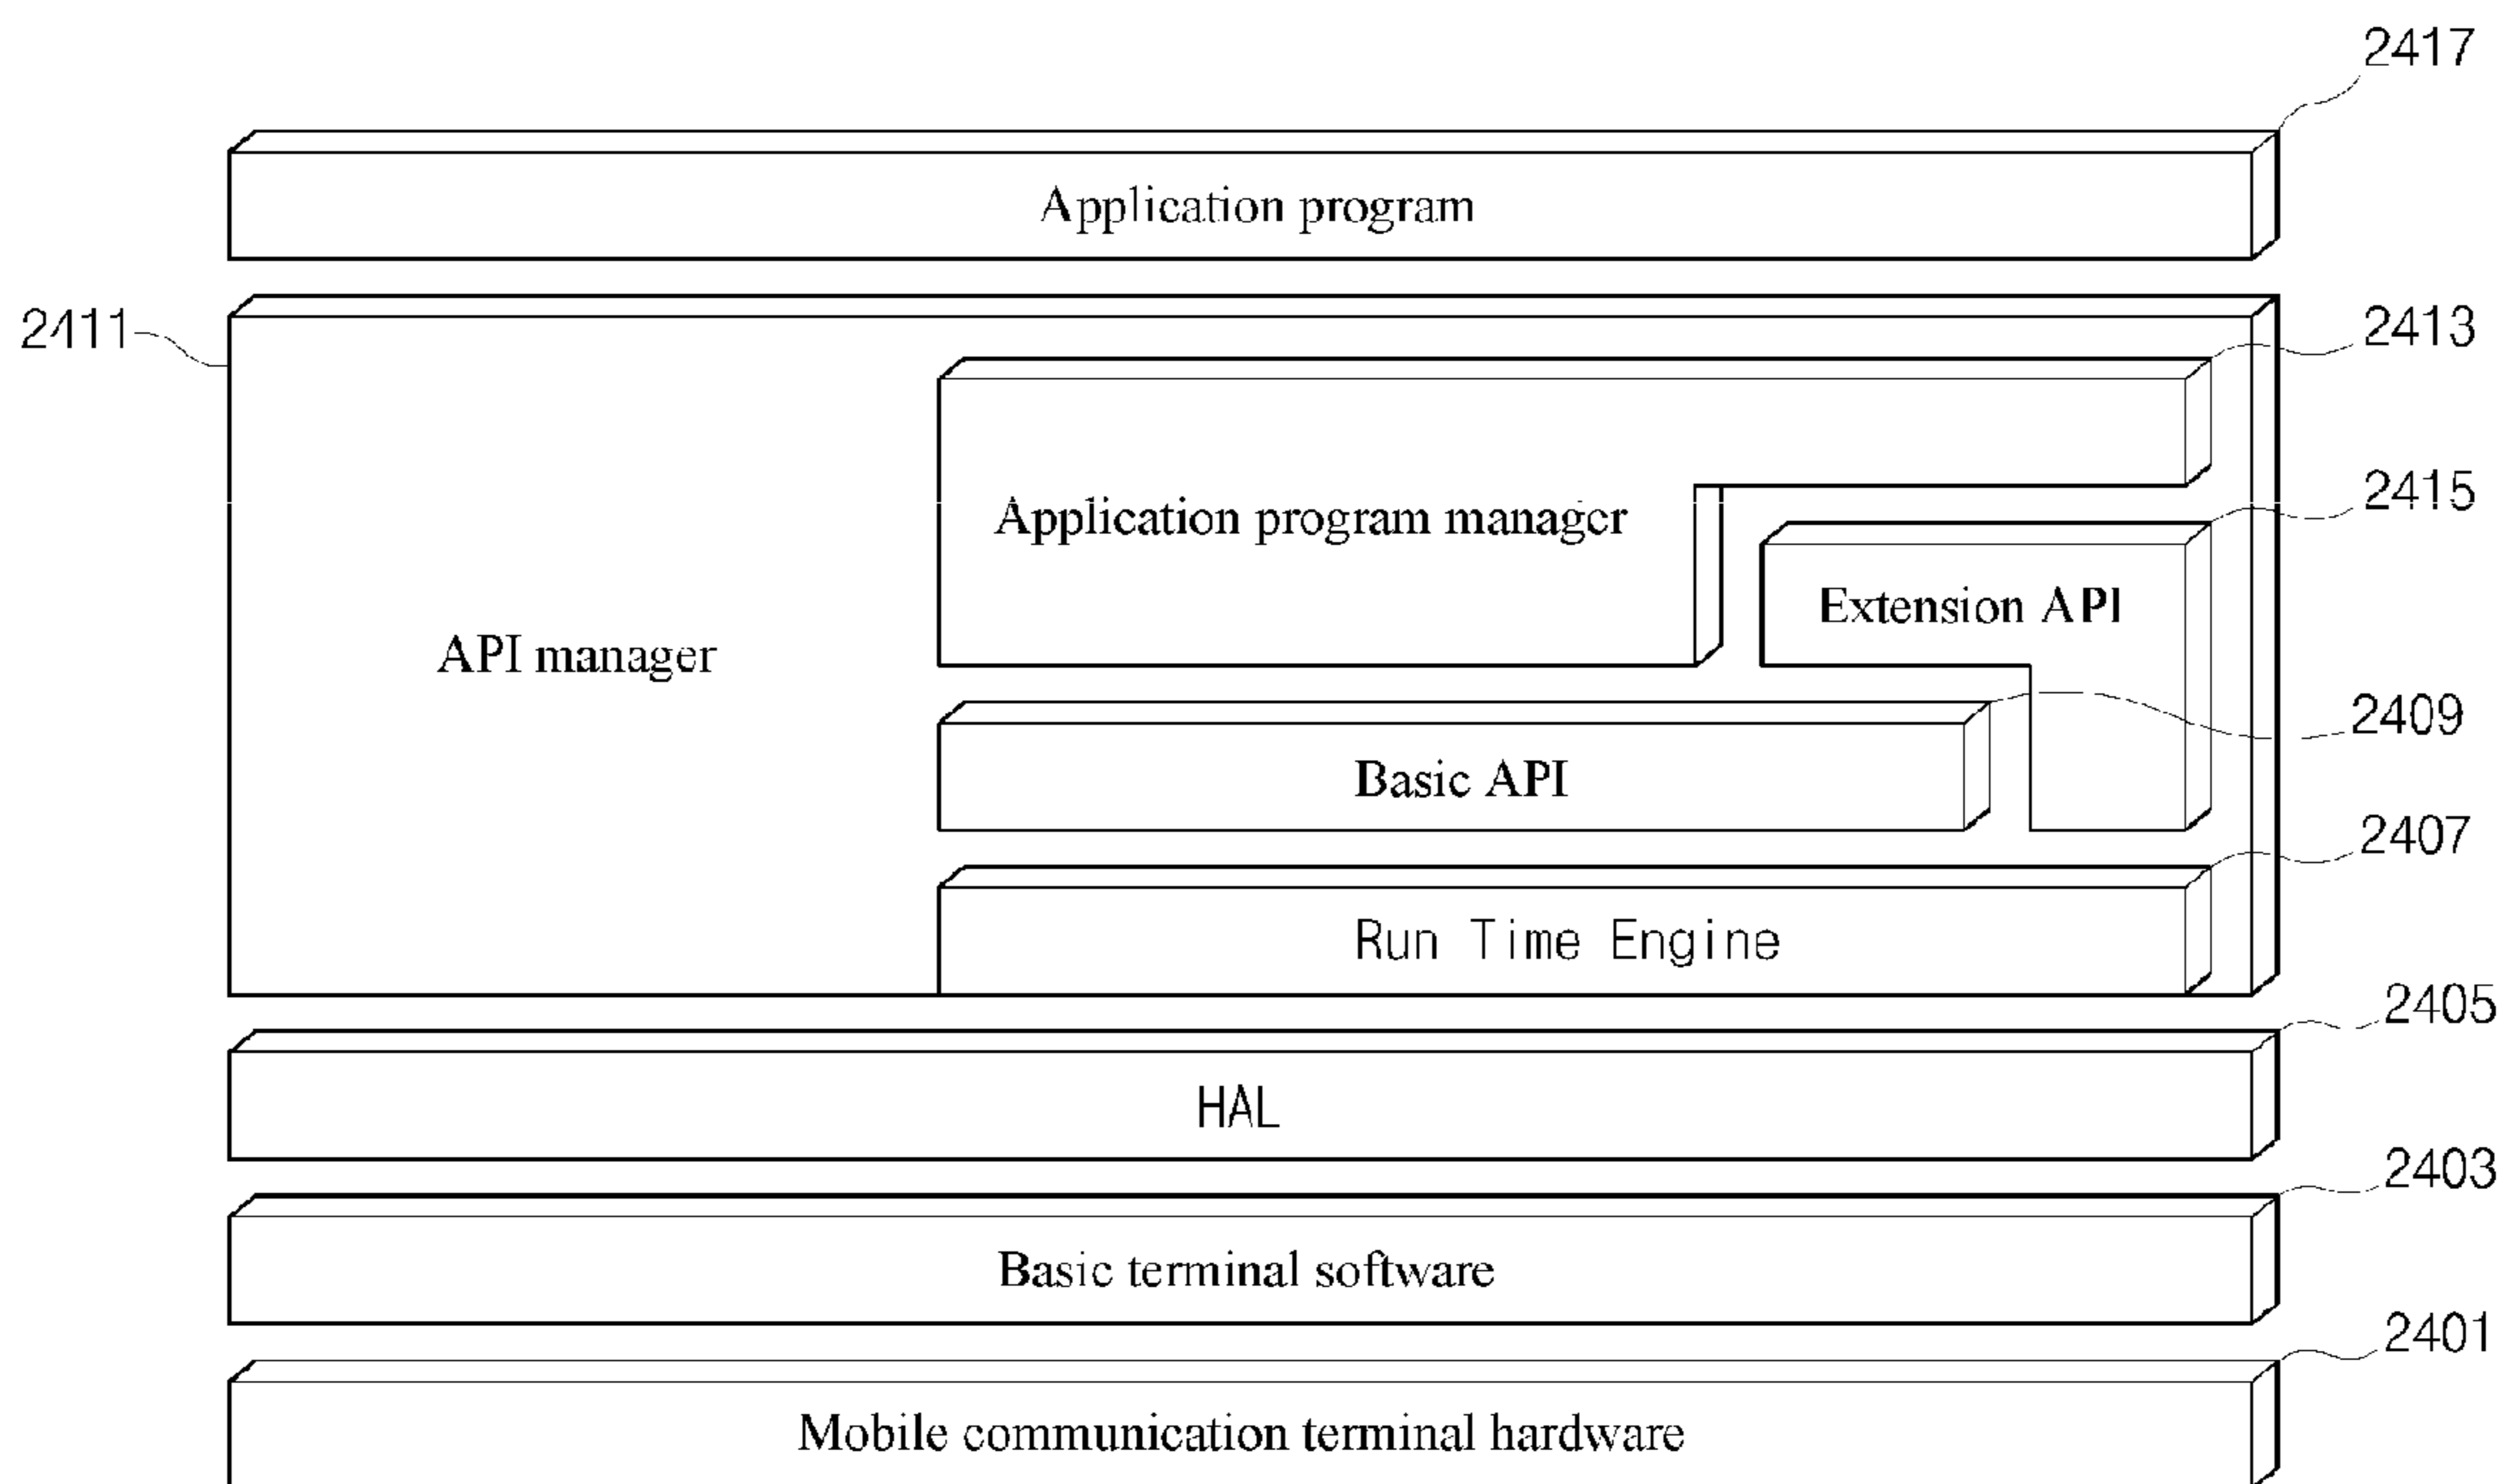 2417
Application program
2411
2413
2415
Application program manager
Extension API
API manager
2409
Basic API
2407
Run Time Engine
2405
HAL
2403
Basic terminal software
2401
Mobile communication terminal hardware